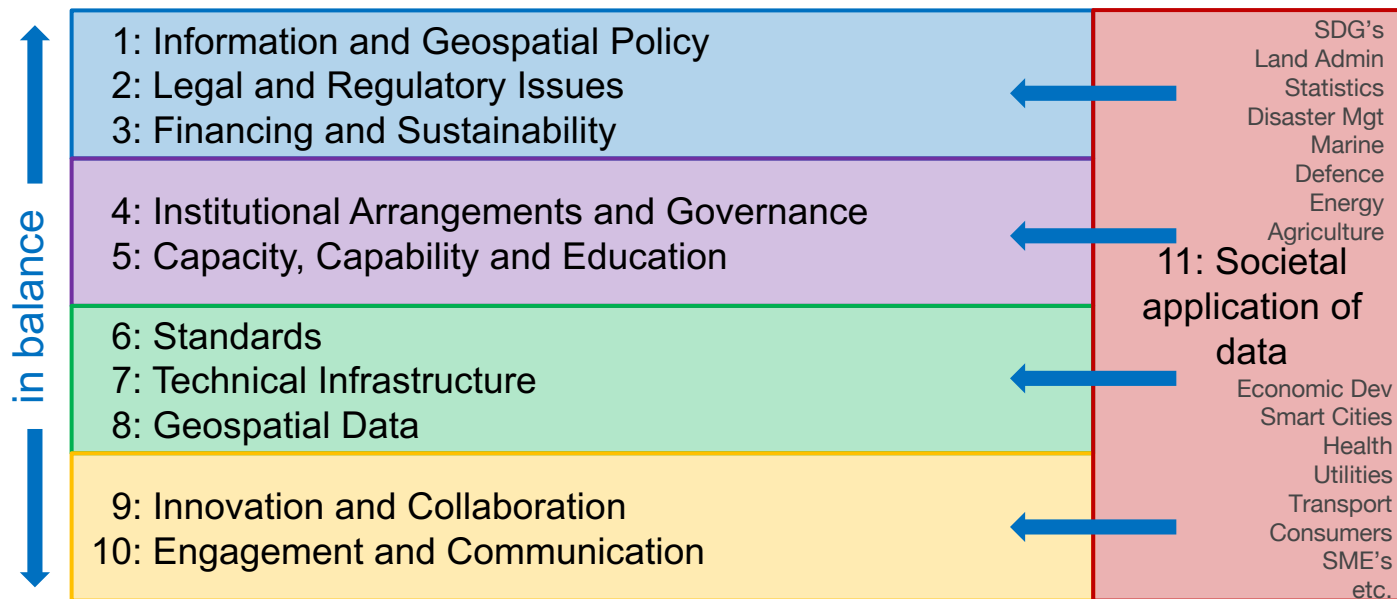 in balance
1: Information and Geospatial Policy
2: Legal and Regulatory Issues
3: Financing and Sustainability
4: Institutional Arrangements and Governance
5: Capacity, Capability and Education
6: Standards
7: Technical Infrastructure
8: Geospatial Data
9: Innovation and Collaboration
10: Engagement and Communication
SDG's
Land Admin
Statistics
Disaster Mgt
Marine
Defence
Energy
Agriculture
11: Societal
application of
data
Economic Dev
Smart Cities
Health
Utilities
Transport
Consumers
SME's
etc.